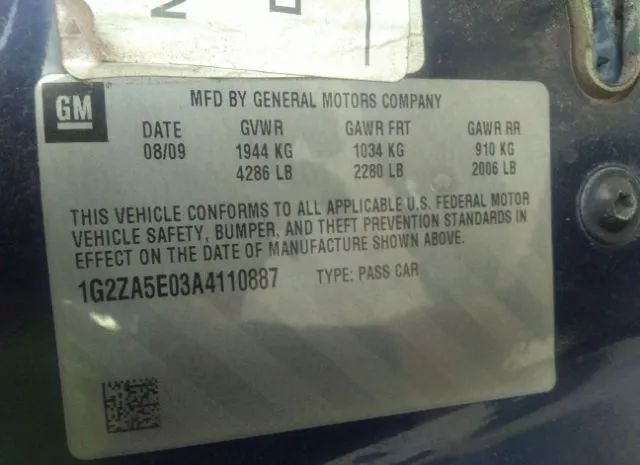 GM
MFD BY GENERAL MOTORS COMPANY
DATE GVWR GAWR FRT GAWR RR
08/09 1944 KG 1034 KG 910 KG
4286 LB 2280 LB 2006 LB
THIS VEHICLE CONFORMS TO ALL APPLICABLE U.S. FEDERAL MOTOR
VEHICLE SAFETY, BUMPER, AND THEFT PREVENTION STANDARDS IN
EFFECT ON THE DATE OF MANUFACTURE SHOWN ABOVE.
1G2ZA5E03A4110887 TYPE: PASS CAR